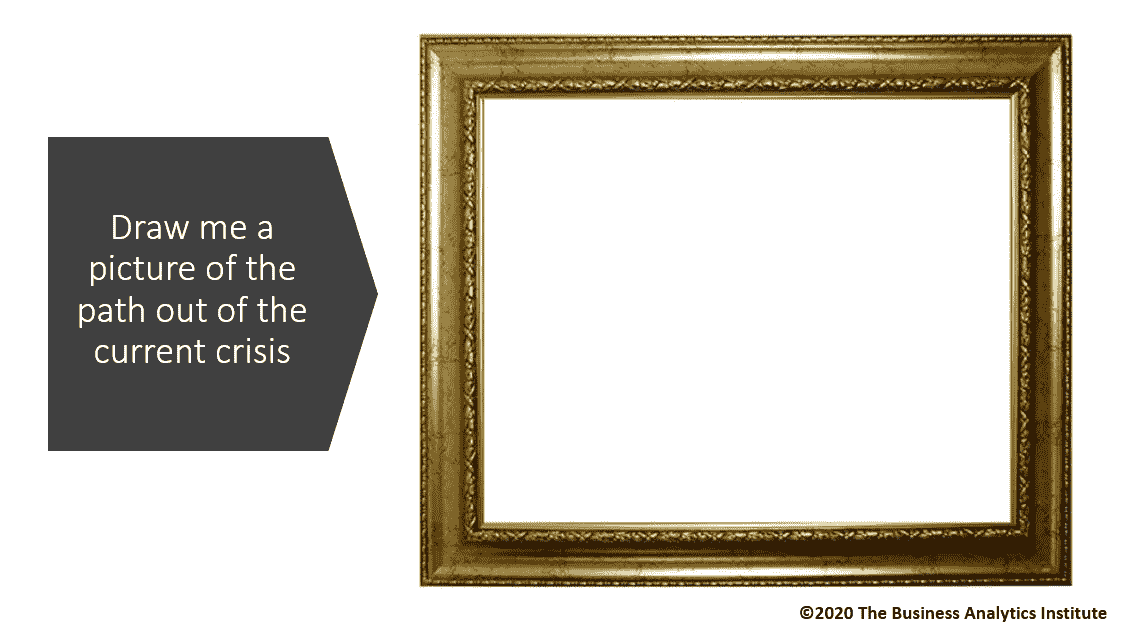 Draw me a
picture of the
path out of the
current crisis
©2020 The Business Analytics Institute